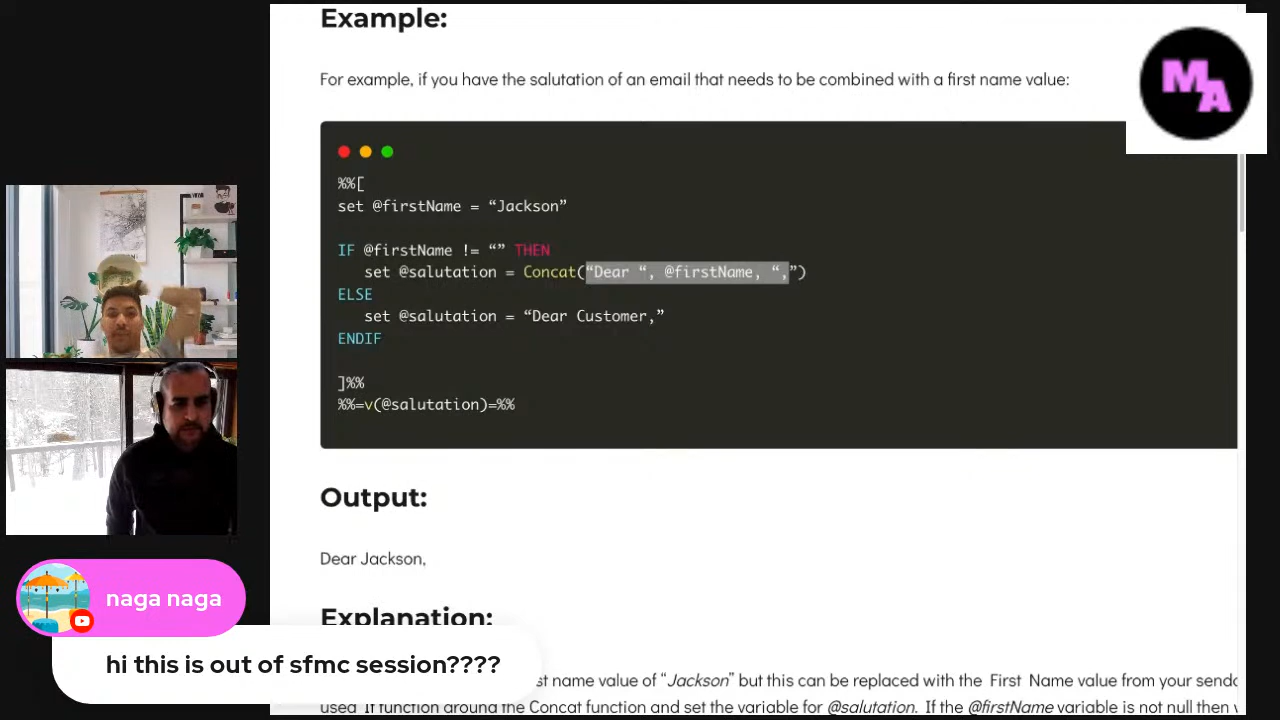 Example:
For example, if you have the salutation of an email that needs to be combined with a first name value:
MA
%%[
set @firstName = “Jackson”
IF @firstName != “” THEN
set @salutation = Concat(“Dear “, @firstName, “,”)
ELSE
set @salutation = “Dear Customer,”
ENDIF
]%%
%%=v(@salutation)=%%
Output:
Dear Jackson,
Explanation:
naga naga
hi this is out of sfmc session????
st name value of “Jackson” but this can be replaced with the First Name value from your
used If function around the Concat function and set the variable for @salutation. If the @firstName variable is not null then